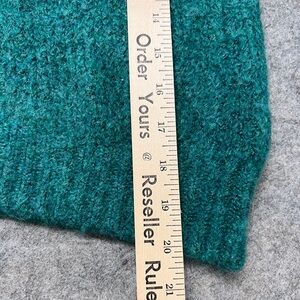 Order Yours @ Reseller Rule
14 15 16 17 18 19 20 21